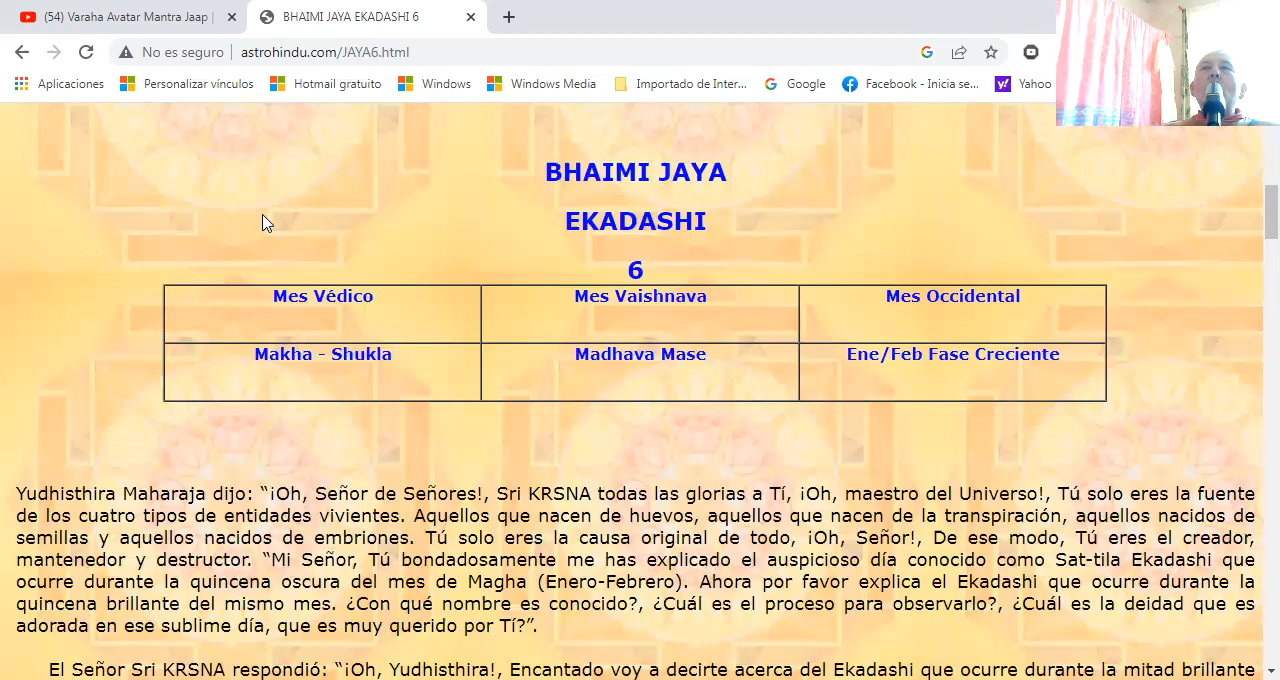 (54) Varaha Avatar Mantra Jaap |
BHAIMI JAYA EKADASHI 6
No es seguro
astrohindu.com/JAYA6.html
Aplicaciones
Personalizar vínculos
Hotmail gratuito
Windows
Windows Media
Importado de Inter...
Google
Facebook - Inicia se...
Yahoo
BHAIMI JAYA
EKADASHI
6
Mes Védico
Mes Vaishnava
Mes Occidental
Makha - Shukla
Madhava Mase
Ene/Feb Fase Creciente
Yudhisthira Maharaja dijo: “¡Oh, Señor de Señores!, Sri KRSNA todas las glorias a Tí, ¡Oh, maestro del Universo!, Tú solo eres la fuente
de los cuatro tipos de entidades vivientes. Aquellos que nacen de huevos, aquellos que nacen de la transpiración, aquellos nacidos de
semillas y aquellos nacidos de embriones. Tú solo eres la causa original de todo, ¡Oh, Señor!, De ese modo, Tú eres el creador,
mantenedor y destructor. “Mi Señor, Tú bondadosamente me has explicado el auspicioso día conocido como Sat-tila Ekadashi que
ocurre durante la quincena oscura del mes de Magha (Enero-Febrero). Ahora por favor explica el Ekadashi que ocurre durante la
quincena brillante del mismo mes. ¿Con qué nombre es conocido?, ¿Cuál es el proceso para observarlo?, ¿Cuál es la deidad que es
adorada en ese sublime día, que es muy querido por Tí?”.
El Señor Sri KRSNA respondió: “¡Oh, Yudhisthira!, Encantado voy a decirte acerca del Ekadashi que ocurre durante la mitad brillante